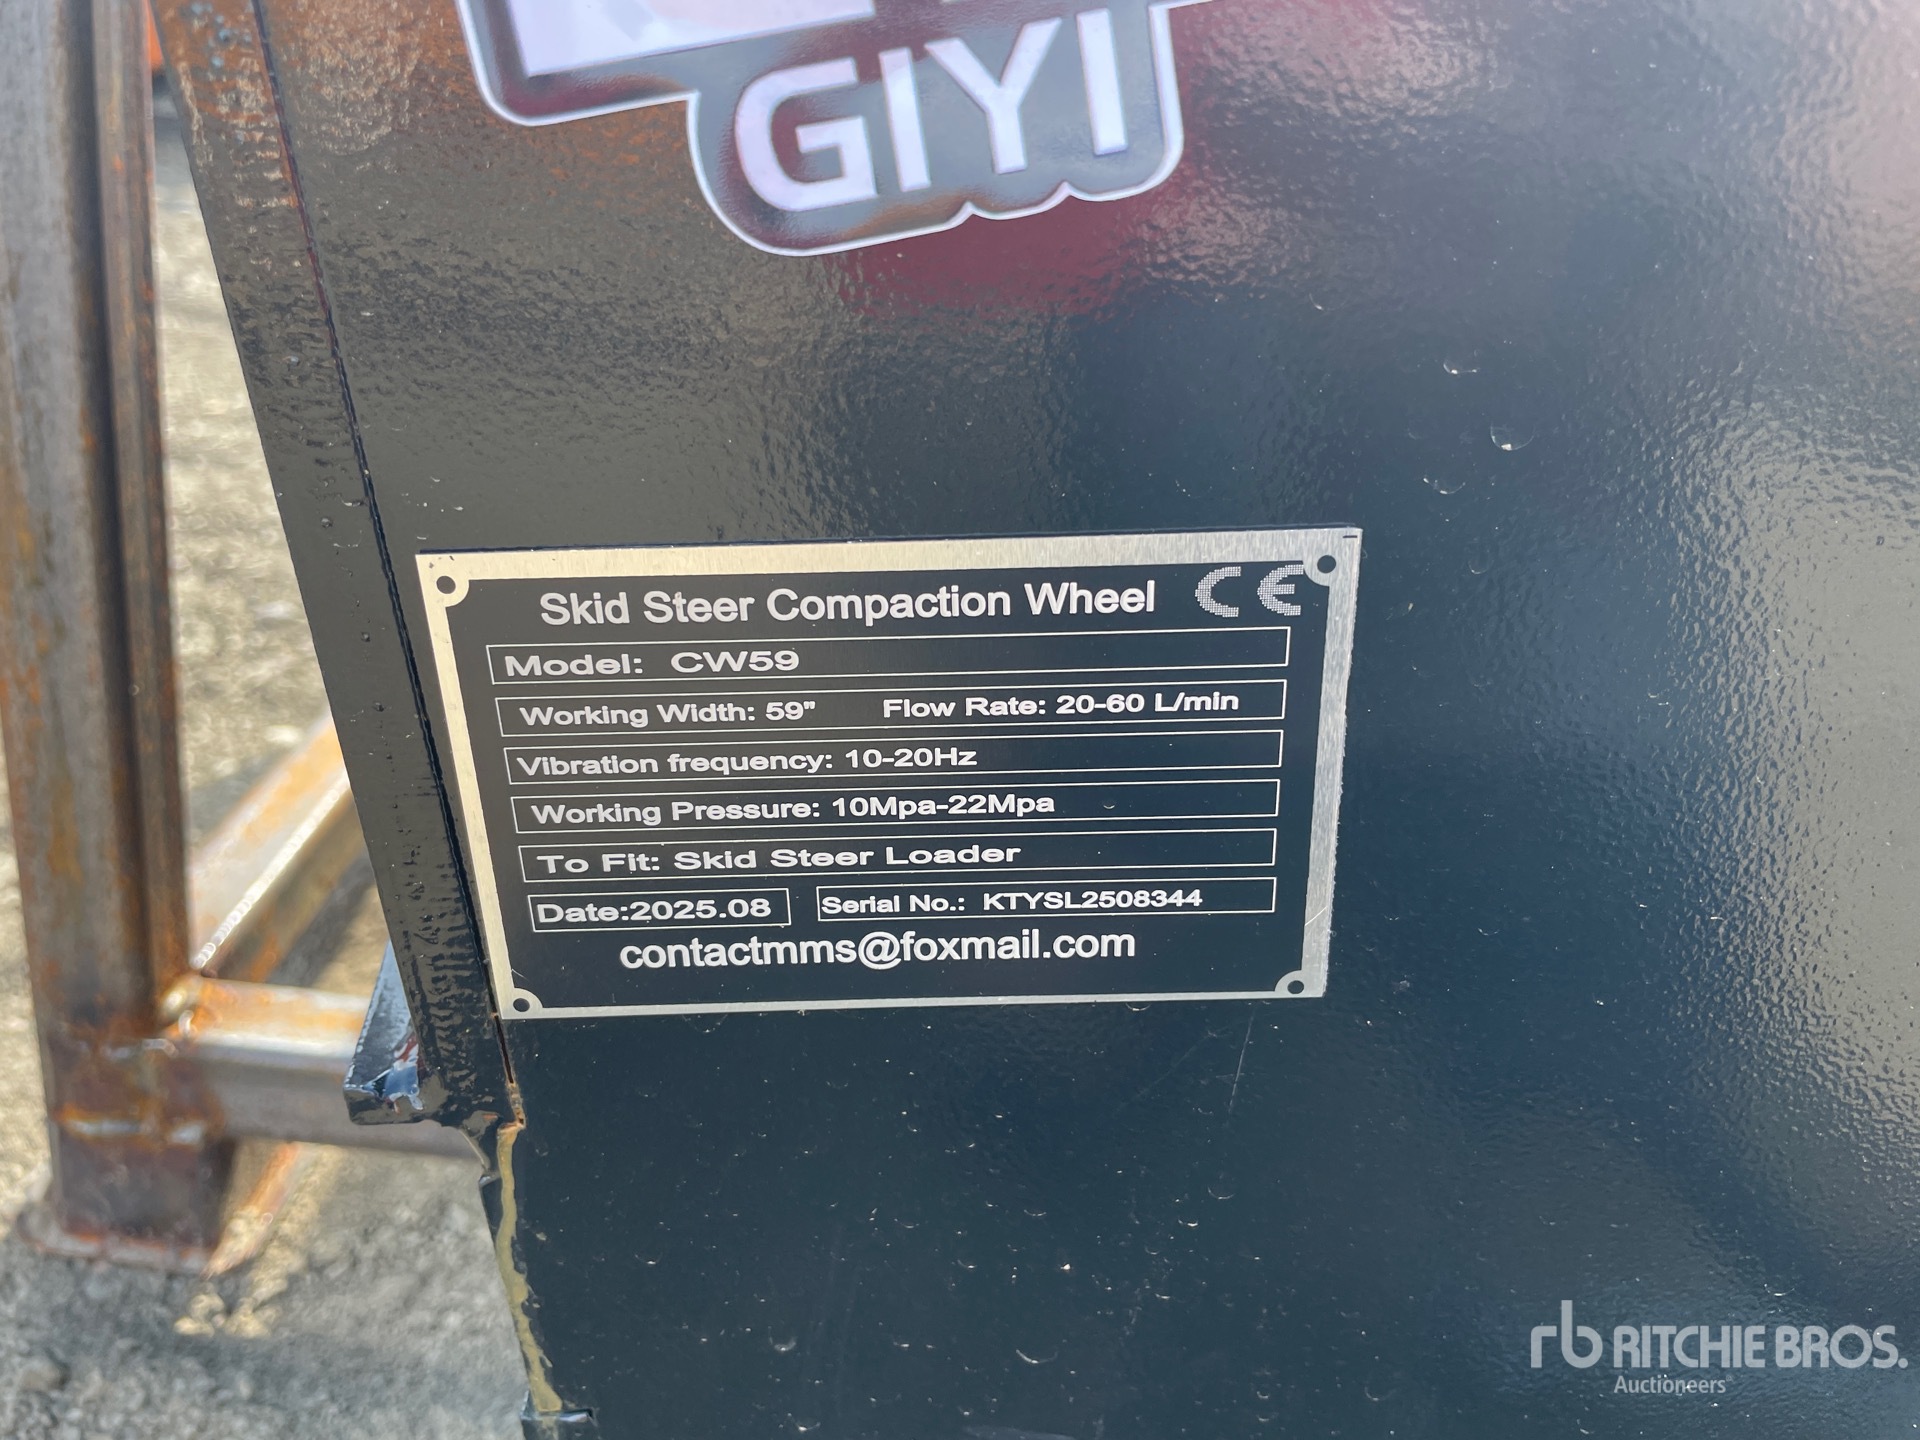 GIYI
Skid Steer Compaction Wheel CE
Model: CW59
Working Width: 59" Flow Rate: 20-60 L/min
Vibration frequency: 10-20Hz
Working Pressure: 10Mpa-22Mpa
To Fit: Skid Steer Loader
Date:2025.08 Serial No.: KTYSL2508344
contactmms@foxmail.com
rb RITCHIE BROS.
Auctioneers